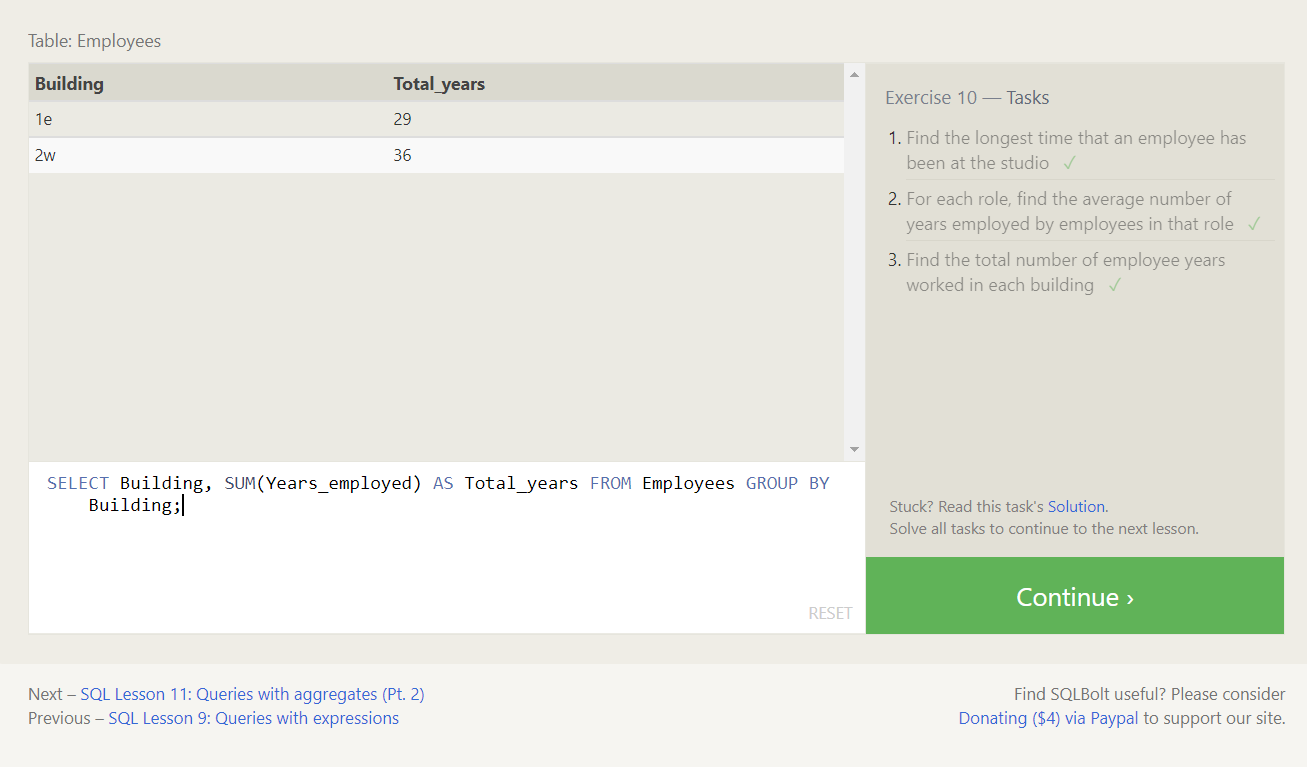 Table: Employees
Building Total_years
1e 29
2w 36
SELECT Building, SUM(Years_employed) AS Total_years FROM Employees GROUP BY
Building;
RESET
Exercise 10 — Tasks
1. Find the longest time that an employee has
been at the studio ✓
2. For each role, find the average number of
years employed by employees in that role ✓
3. Find the total number of employee years
worked in each building ✓
Stuck? Read this task's Solution.
Solve all tasks to continue to the next lesson.
Continue ›
Next – SQL Lesson 11: Queries with aggregates (Pt. 2)
Previous – SQL Lesson 9: Queries with expressions
Find SQLBolt useful? Please consider
Donating ($4) via Paypal to support our site.